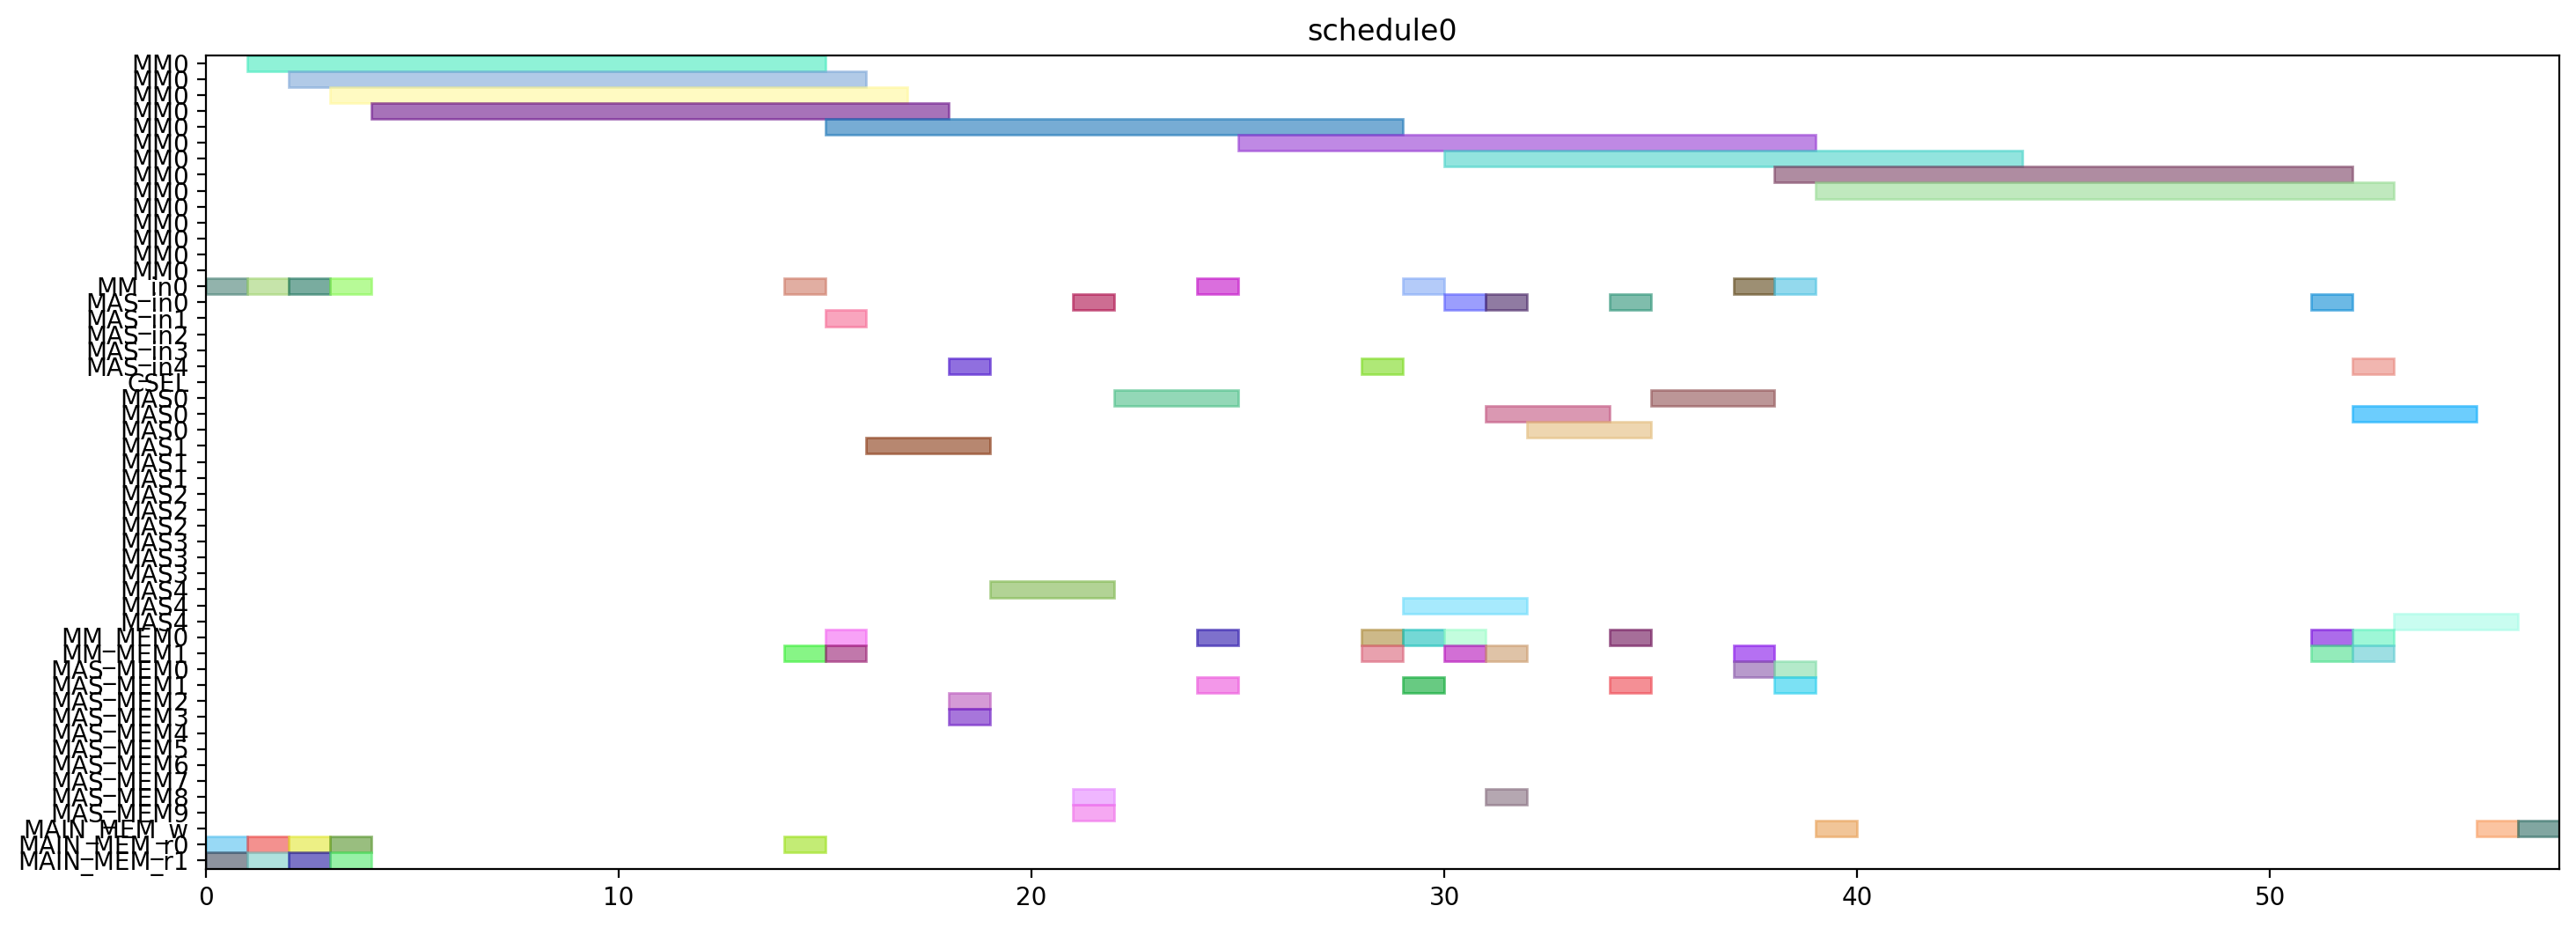 schedule0
MM0
MM0
MM0
MM0
MM0
MM0
MM0
MM0
MM0
MM0
MM0
MM0
MM0
MM0
MM_in0
MAS_in0
MAS_in1
MAS_in2
MAS_in3
MAS_in4
CSEL
MAS0
MAS0
MAS0
MAS1
MAS1
MAS1
MAS2
MAS2
MAS2
MAS3
MAS3
MAS3
MAS4
MAS4
MAS4
MM_MEM0
MM_MEM1
MAS_MEM0
MAS_MEM1
MAS_MEM2
MAS_MEM3
MAS_MEM4
MAS_MEM5
MAS_MEM6
MAS_MEM7
MAS_MEM8
MAS_MEM9
MAIN_MEM_w
MAIN_MEM_r0
MAIN_MEM_r1
0 10 20 30 40 50